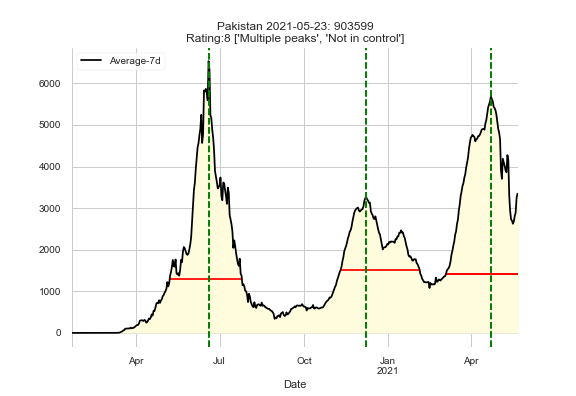 Pakistan 2021-05-23: 903599
Rating:8 ['Multiple peaks', 'Not in control']
Average-7d
6000
5000
4000
3000
2000
1000
0
Apr
Jul
Oct
Jan
2021
Apr
Date